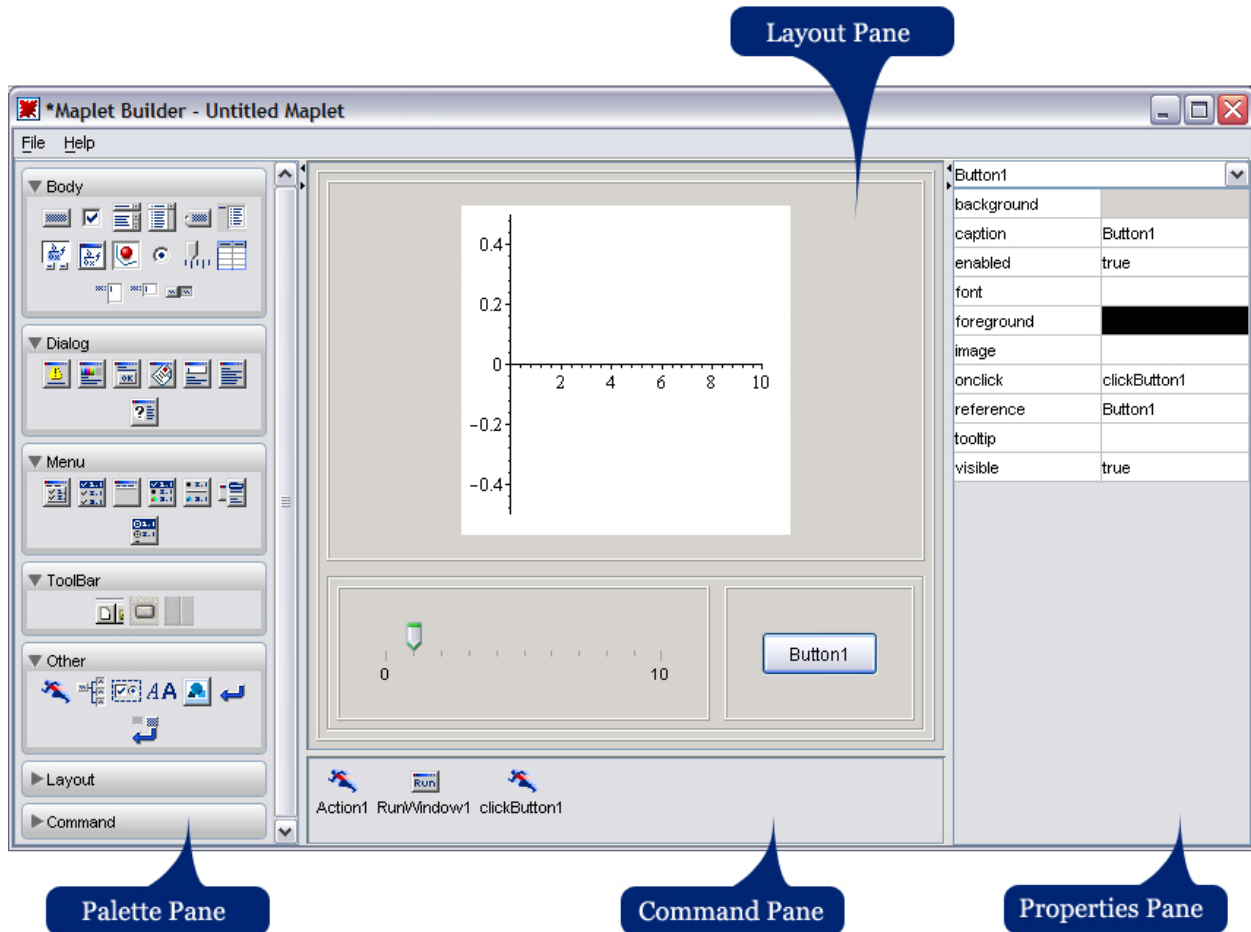 Layout Pane
*Maplet Builder - Untitled Maplet
File Help
Body
Dialog
OK
Menu
ToolBar
Other
Layout
Command
0.4
0.2
0
2 4 6 8 10
-0.2
-0.4
0 10
Button1
Run
Action1 RunWindow1 clickButton1
Button1
background
caption Button1
enabled true
font
foreground
image
onclick clickButton1
reference Button1
tooltip
visible true
Palette Pane
Command Pane
Properties Pane